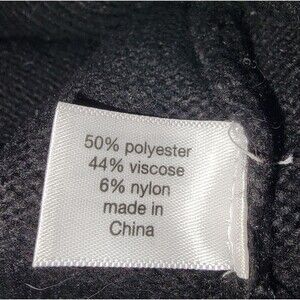 50% polyester
44% viscose
6% nylon
made in
China